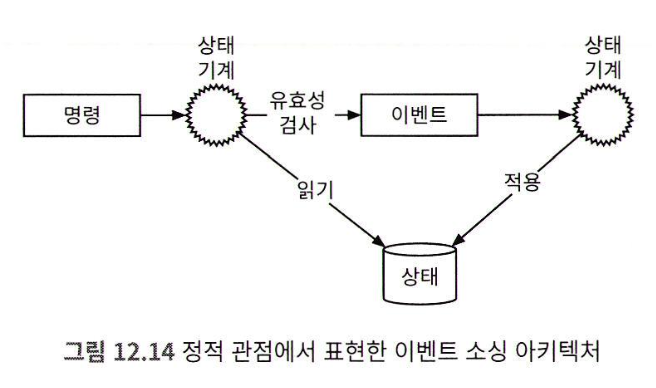 상태
기계
상태
기계
명령
유효성
검사
이벤트
읽기
적용
상태
그림 12.14 정적 관점에서 표현한 이벤트 소싱 아키텍처